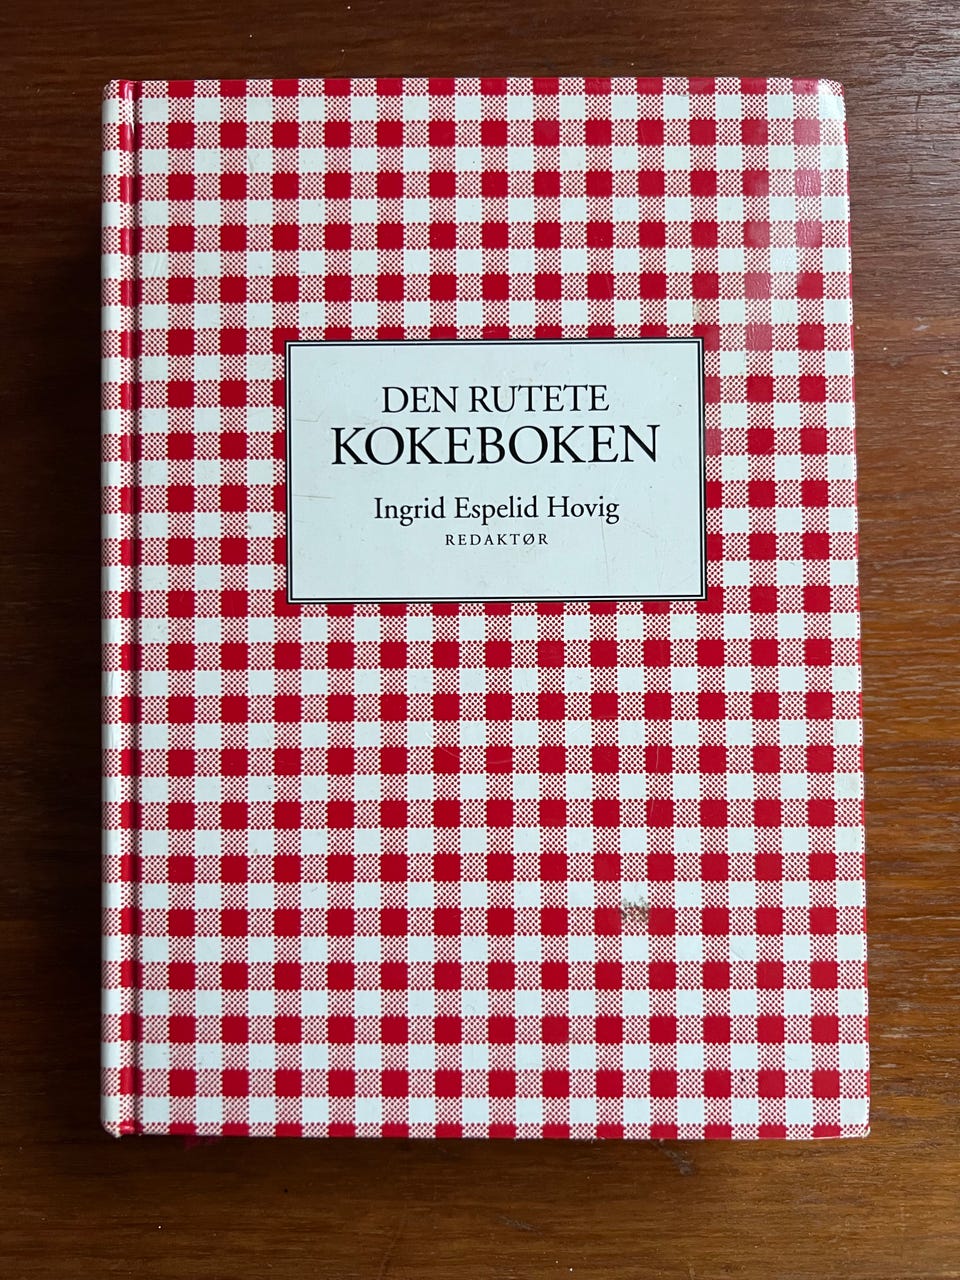 DEN RUTETE
KOKEBOKEN
Ingrid Espelid Hovig
REDAKTØR